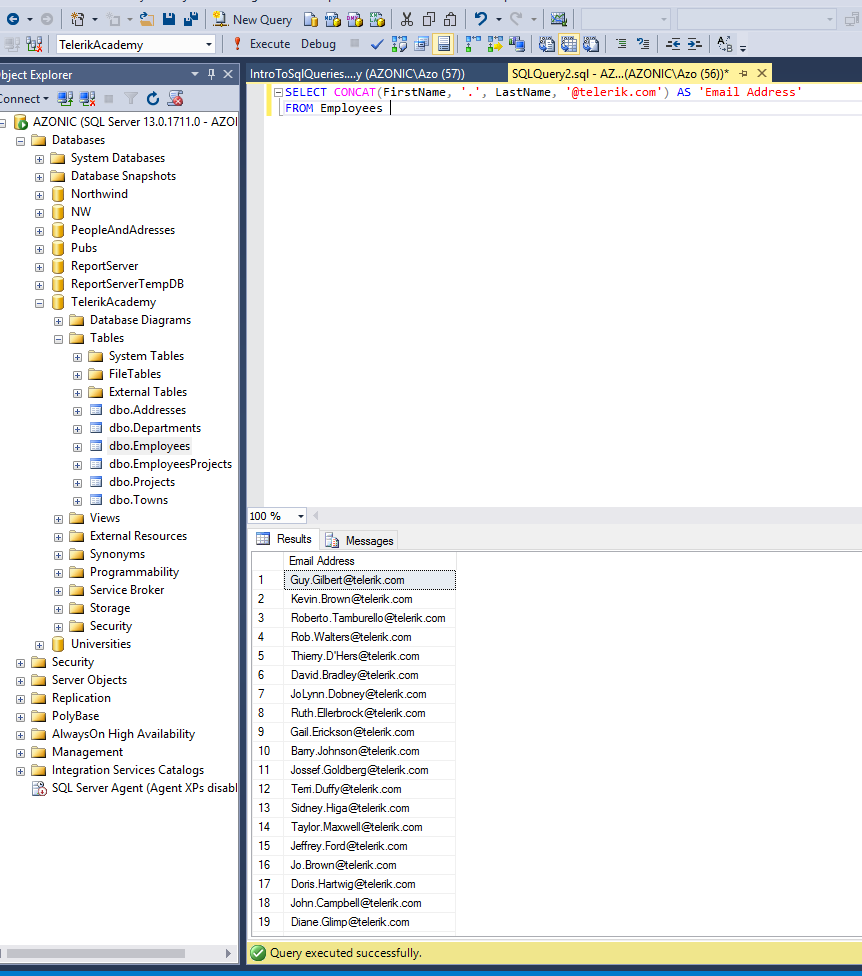 New Query
TelerikAcademy
Execute Debug
bject Explorer
IntroToSqlQueries....y (AZONIC\Azo (57))
SQLQuery2.sql - AZ...(AZONIC\Azo (56))*
onnect
SELECT CONCAT(FirstName, '.', LastName, '@telerik.com') AS 'Email Address'
FROM Employees
AZONIC (SQL Server 13.0.1711.0 - AZOI
Databases
System Databases
Database Snapshots
Northwind
NW
PeopleAndAdresses
Pubs
ReportServer
ReportServerTempDB
TelerikAcademy
Database Diagrams
Tables
System Tables
FileTables
External Tables
dbo.Addresses
dbo.Departments
dbo.Employees
dbo.EmployeesProjects
dbo.Projects
dbo.Towns
Views
External Resources
Synonyms
Programmability
Service Broker
Storage
Security
Universities
Security
Server Objects
Replication
PolyBase
AlwaysOn High Availability
Management
Integration Services Catalogs
SQL Server Agent (Agent XPs disabl
100 %
Results Messages
Email Address
1 Guy.Gilbert@telerik.com
2 Kevin.Brown@telerik.com
3 Roberto.Tamburello@telerik.com
4 Rob.Walters@telerik.com
5 Thierry.D'Hers@telerik.com
6 David.Bradley@telerik.com
7 JoLynn.Dobney@telerik.com
8 Ruth.Ellerbrock@telerik.com
9 Gail.Erickson@telerik.com
10 Barry.Johnson@telerik.com
11 Jossef.Goldberg@telerik.com
12 Terri.Duffy@telerik.com
13 Sidney.Higa@telerik.com
14 Taylor.Maxwell@telerik.com
15 Jeffrey.Ford@telerik.com
16 Jo.Brown@telerik.com
17 Doris.Hartwig@telerik.com
18 John.Campbell@telerik.com
19 Diane.Glimp@telerik.com
Query executed successfully.